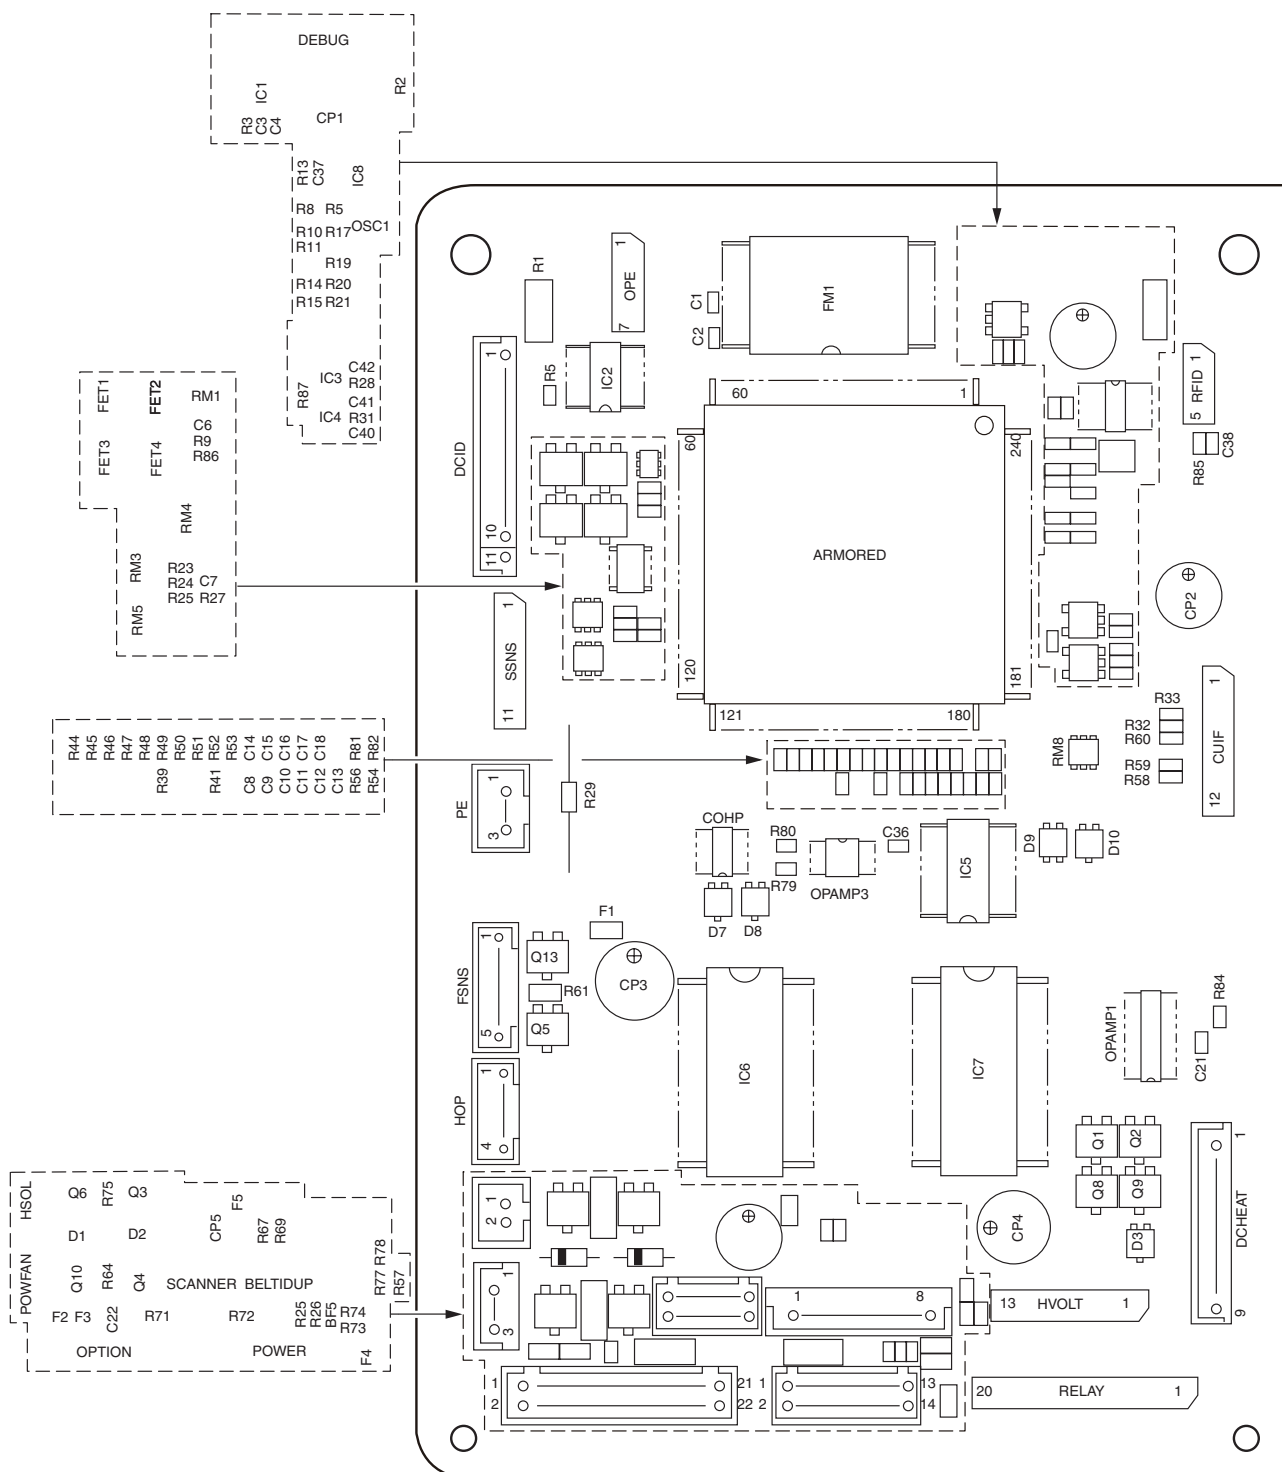 DEBUG
R2
IC1
R3
C3
C4
CP1
R13
C37
IC8
R8 R5
R10 R17 OSC1
R11
R19
R14 R20
R15 R21
C42
IC3 R28
R87
C41
IC4 R31
C40
FET1
FET2
RM1
C6
R9
R86
FET3
FET4
RM4
RM3
R23
R24 C7
R25 R27
RM5
R44
R45
R46
R47
R48
R49
R50
R51
R52
R53
C14
C15
C16
C17
C18
R81
R82
R39
R41
C8
C9
C10
C11
C12
C13
R56
R54
HSOL
Q6
R75
Q3
F5
CP5
R67
R69
D1
D2
POWFAN
Q10
R64
Q4
SCANNER BELTIDUP
R77 R78
R57
F2 F3
C22
R71
R72
R25
R26
BF5
R74
R73
OPTION
POWER
F4
R1
1
OPE
7
C1
C2
FM1
R5
IC2
1
DCID
10
11
60
1
60
240
ARMORED
120
181
121
180
1
RFID
5
R85
C38
CP2
1
SSNS
11
R33
R32
R60
R59
R58
RM8
1
CUIF
12
PE
3
R29
COHP
R80
R79
OPAMP3
C36
IC5
D9
D10
D7
D8
F1
1
FSNS
5
Q13
R61
Q5
CP3
IC6
IC7
OPAMP1
R84
C21
1
HOP
4
Q1
Q2
Q8
Q9
D3
CP4
1
DCHEAT
9
1
2
1
3
1
8
13 HVOLT 1
1
2
21
22
1
2
13
14
20 RELAY 1